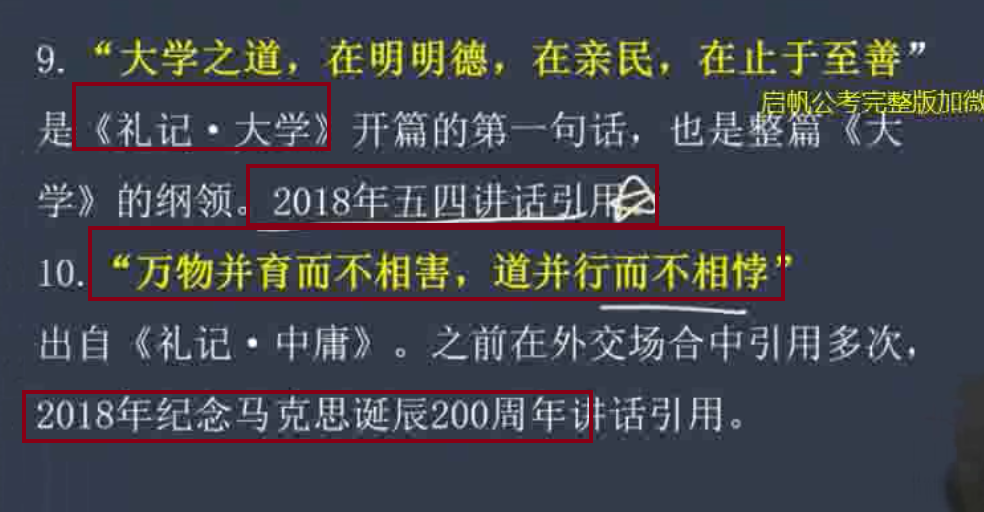 9. “大学之道，在明明德，在亲民，在止于至善”
启帆公考完整版加微
是《礼记·大学》开篇的第一句话，也是整篇《大
学》的纲领。2018年五四讲话引用
10. “万物并育而不相害，道并行而不相悖”
出自《礼记·中庸》。之前在外交场合中引用多次，
2018年纪念马克思诞辰200周年讲话引用。